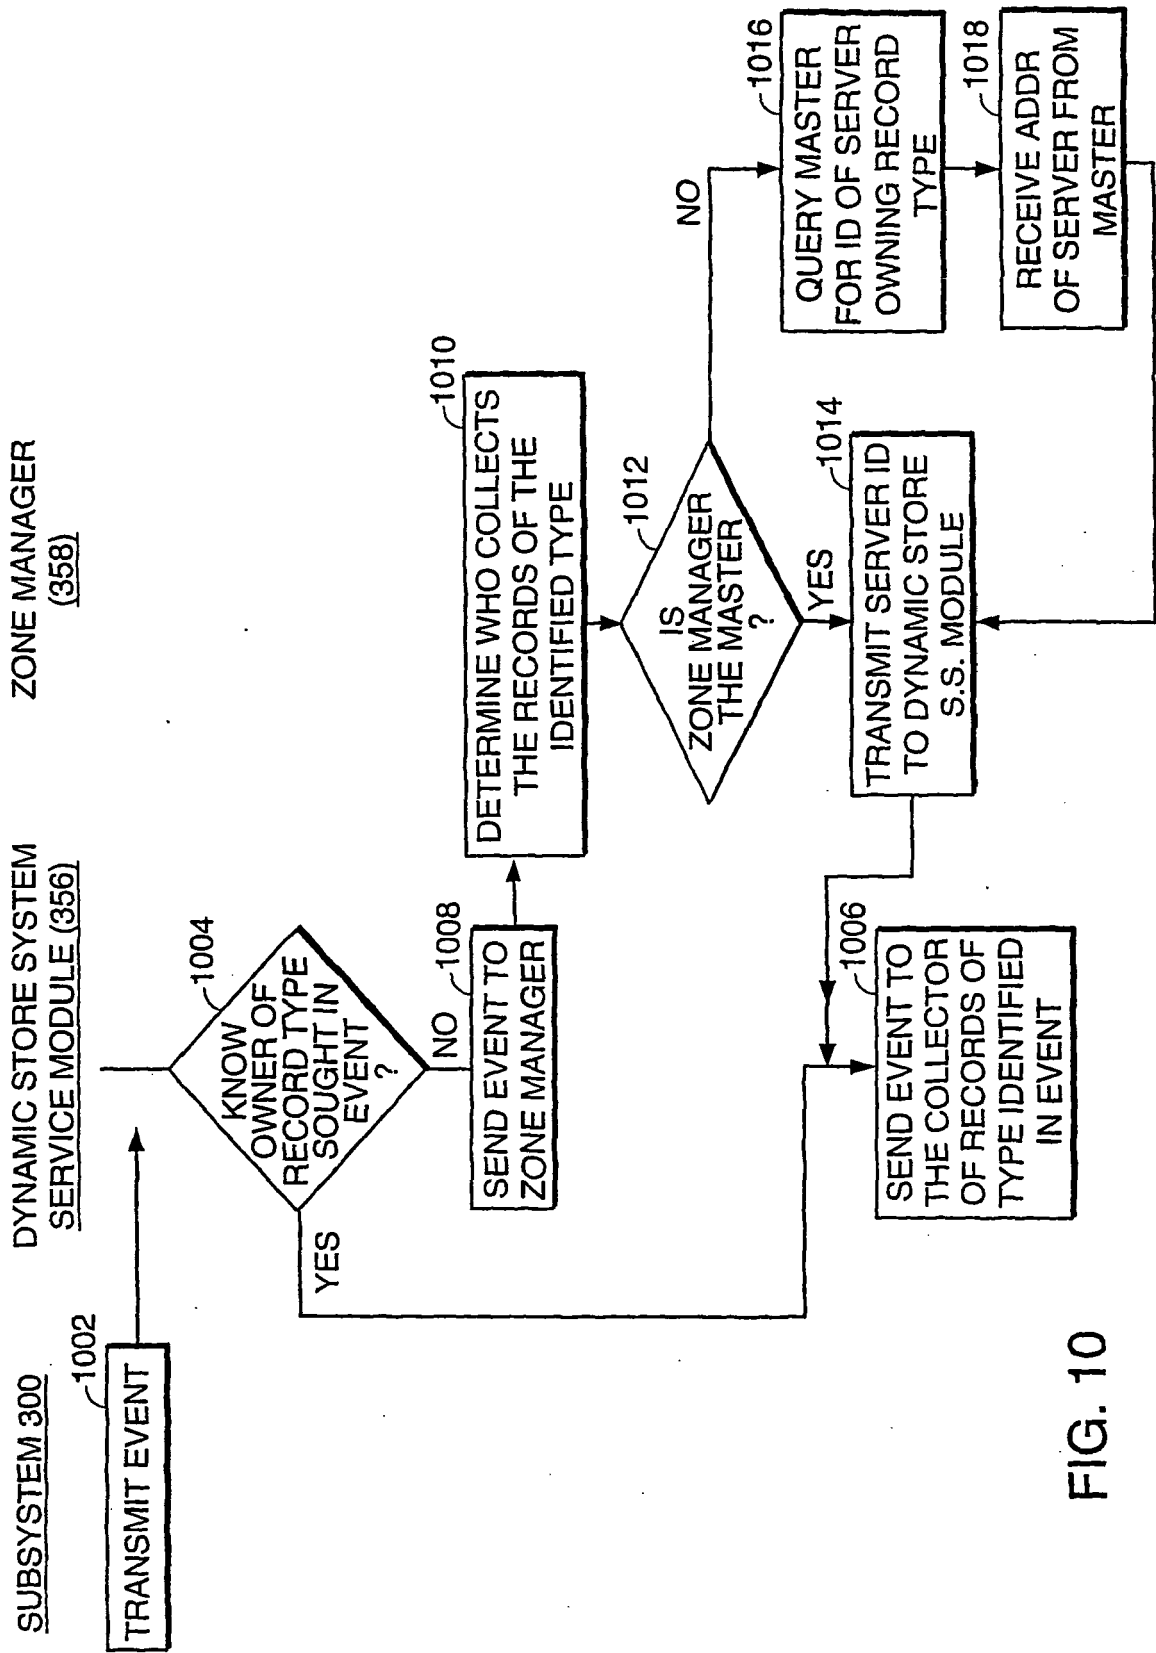 SUBSYSTEM 300
DYNAMIC STORE SYSTEM
SERVICE MODULE (356)
ZONE MANAGER
(358)
1002
TRANSMIT EVENT
1004
KNOW
OWNER OF
RECORD TYPE
SOUGHT IN
EVENT
?
YES
NO
1008
SEND EVENT TO
ZONE MANAGER
1010
DETERMINE WHO COLLECTS
THE RECORDS OF THE
IDENTIFIED TYPE
1012
IS
ZONE MANAGER
THE MASTER
?
YES
NO
1014
TRANSMIT SERVER ID
TO DYNAMIC STORE
S.S. MODULE
1016
QUERY MASTER
FOR ID OF SERVER
OWNING RECORD
TYPE
1018
RECEIVE ADDR
OF SERVER FROM
MASTER
1006
SEND EVENT TO
THE COLLECTOR
OF RECORDS OF
TYPE IDENTIFIED
IN EVENT
FIG. 10